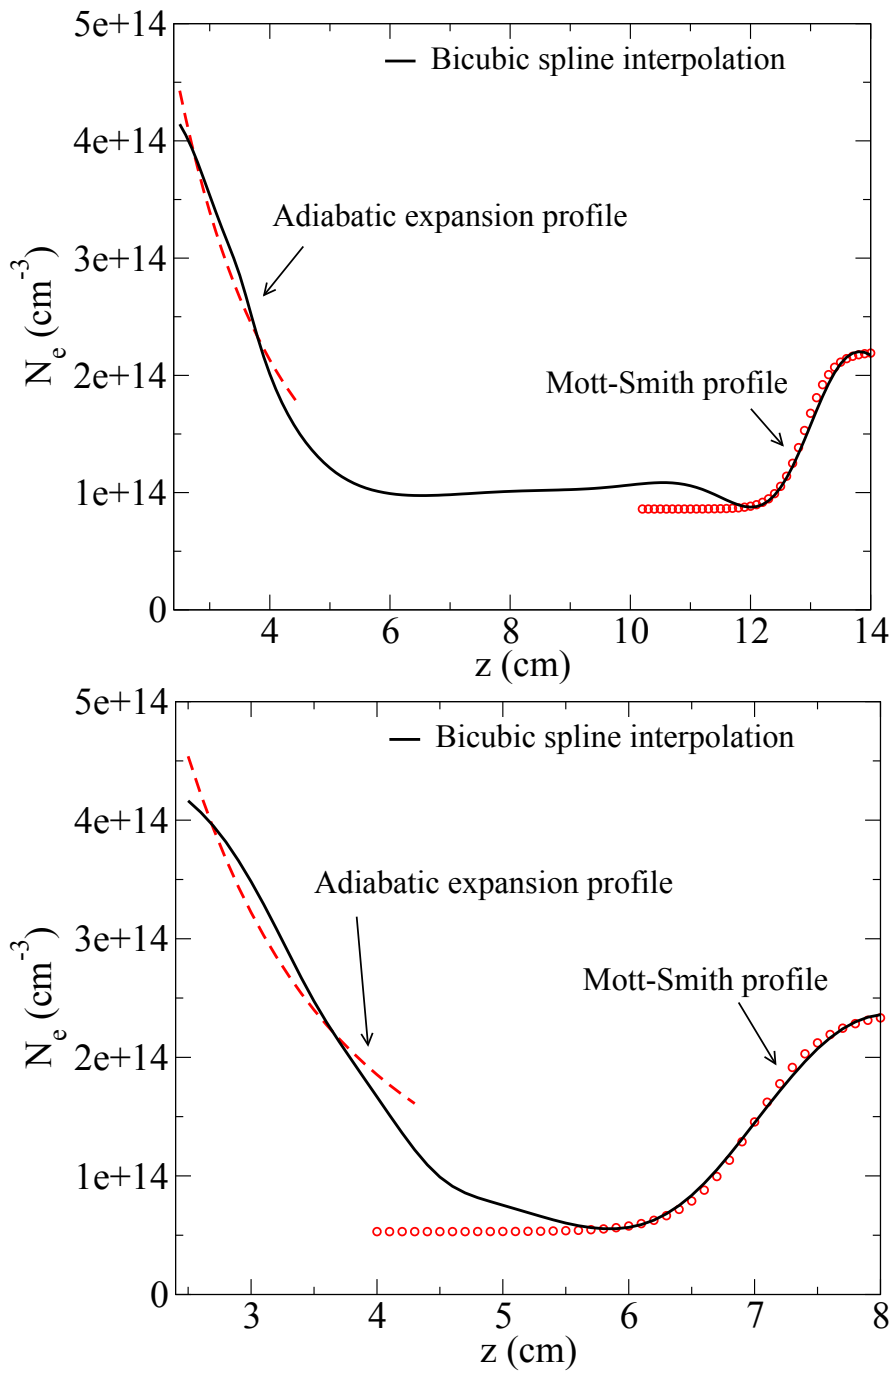 5e+14
Bicubic spline interpolation
4e+14
Adiabatic expansion profile
3e+14
N_e (cm^-3)
2e+14
Mott-Smith profile
1e+14
0
4 6 8 10 12 14
z (cm)
5e+14
Bicubic spline interpolation
4e+14
Adiabatic expansion profile
3e+14
Mott-Smith profile
N_e (cm^-3)
2e+14
1e+14
0
3 4 5 6 7 8
z (cm)